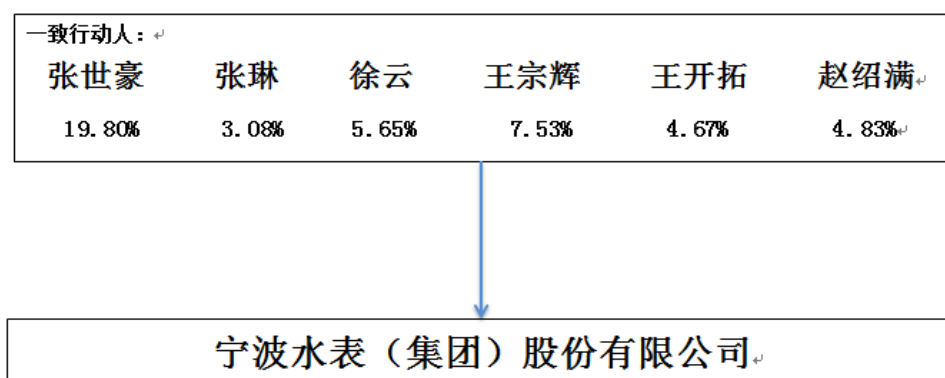 一致行动人：
张世豪 张琳 徐云 王宗辉 王开拓 赵绍满
19.80% 3.08% 5.65% 7.53% 4.67% 4.83%
宁波水表（集团）股份有限公司